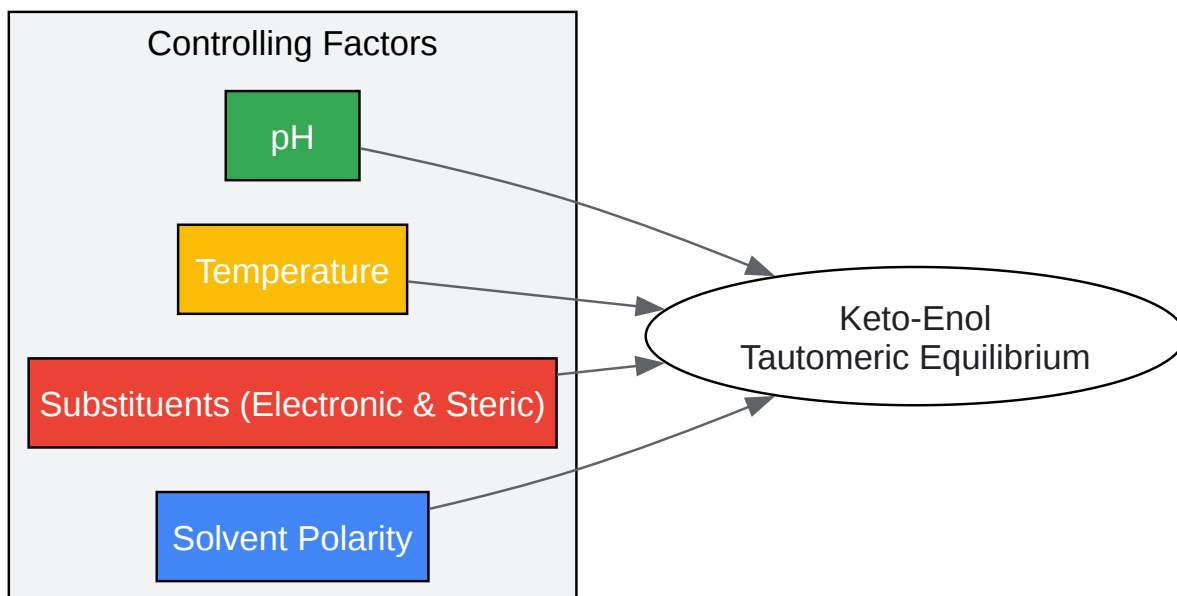 Controlling Factors
pH
Temperature
Substituents (Electronic & Steric)
Solvent Polarity
Keto-Enol
Tautomeric Equilibrium